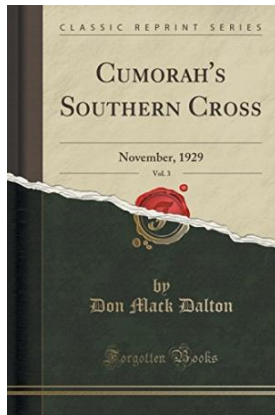 CLASSIC REPRINT SERIES
CUMORAH'S
SOUTHERN CROSS
November, 1929
Vol. 3
by
Don Mack Dalton
Forgotten Books